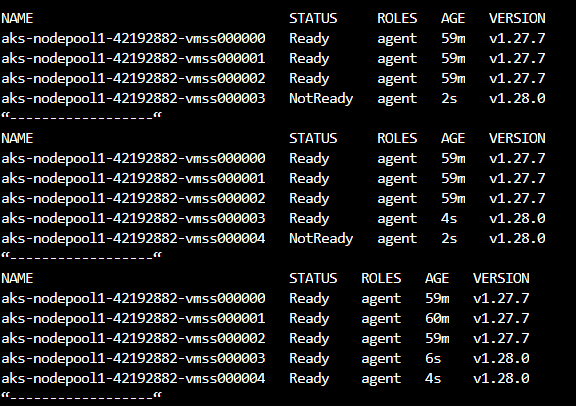 NAME STATUS ROLES AGE VERSION
aks-nodepool1-42192882-vmss000000 Ready agent 59m v1.27.7
aks-nodepool1-42192882-vmss000001 Ready agent 59m v1.27.7
aks-nodepool1-42192882-vmss000002 Ready agent 59m v1.27.7
aks-nodepool1-42192882-vmss000003 NotReady agent 2s v1.28.0
“------------------“
NAME STATUS ROLES AGE VERSION
aks-nodepool1-42192882-vmss000000 Ready agent 59m v1.27.7
aks-nodepool1-42192882-vmss000001 Ready agent 59m v1.27.7
aks-nodepool1-42192882-vmss000002 Ready agent 59m v1.27.7
aks-nodepool1-42192882-vmss000003 Ready agent 4s v1.28.0
aks-nodepool1-42192882-vmss000004 NotReady agent 2s v1.28.0
“------------------“
NAME STATUS ROLES AGE VERSION
aks-nodepool1-42192882-vmss000000 Ready agent 59m v1.27.7
aks-nodepool1-42192882-vmss000001 Ready agent 60m v1.27.7
aks-nodepool1-42192882-vmss000002 Ready agent 59m v1.27.7
aks-nodepool1-42192882-vmss000003 Ready agent 6s v1.28.0
aks-nodepool1-42192882-vmss000004 Ready agent 4s v1.28.0
“------------------“